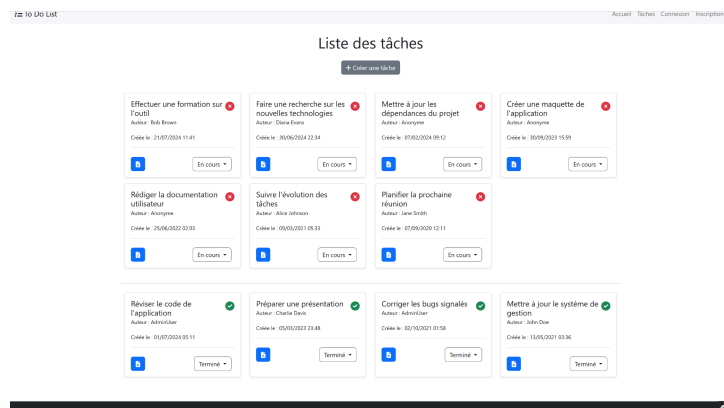 To Do List
Accueil Tâches Connexion Inscription
Liste des tâches
+ Créer une tâche
Effectuer une formation sur
l'outil
Auteur : Bob Brown
Créée le : 21/07/2024 11:41
En cours
Faire une recherche sur les
nouvelles technologies
Auteur : Diana Evans
Créée le : 30/06/2024 22:34
En cours
Mettre à jour les
dépendances du projet
Auteur : Anonyme
Créée le : 07/02/2024 09:12
En cours
Créer une maquette de
l'application
Auteur : Anonyme
Créée le : 30/09/2023 15:59
En cours
Rédiger la documentation
utilisateur
Auteur : Anonyme
Créée le : 25/06/2022 02:03
En cours
Suivre l'évolution des
tâches
Auteur : Alice Johnson
Créée le : 09/03/2021 05:33
En cours
Planifier la prochaine
réunion
Auteur : Jane Smith
Créée le : 07/09/2020 12:11
En cours
Réviser le code de
l'application
Auteur : AdminUser
Créée le : 01/07/2024 05:11
Terminé
Préparer une présentation
Auteur : Charlie Davis
Créée le : 05/03/2023 23:48
Terminé
Corriger les bugs signalés
Auteur : AdminUser
Créée le : 02/10/2021 01:58
Terminé
Mettre à jour le système de
gestion
Auteur : John Doe
Créée le : 13/05/2021 03:36
Terminé